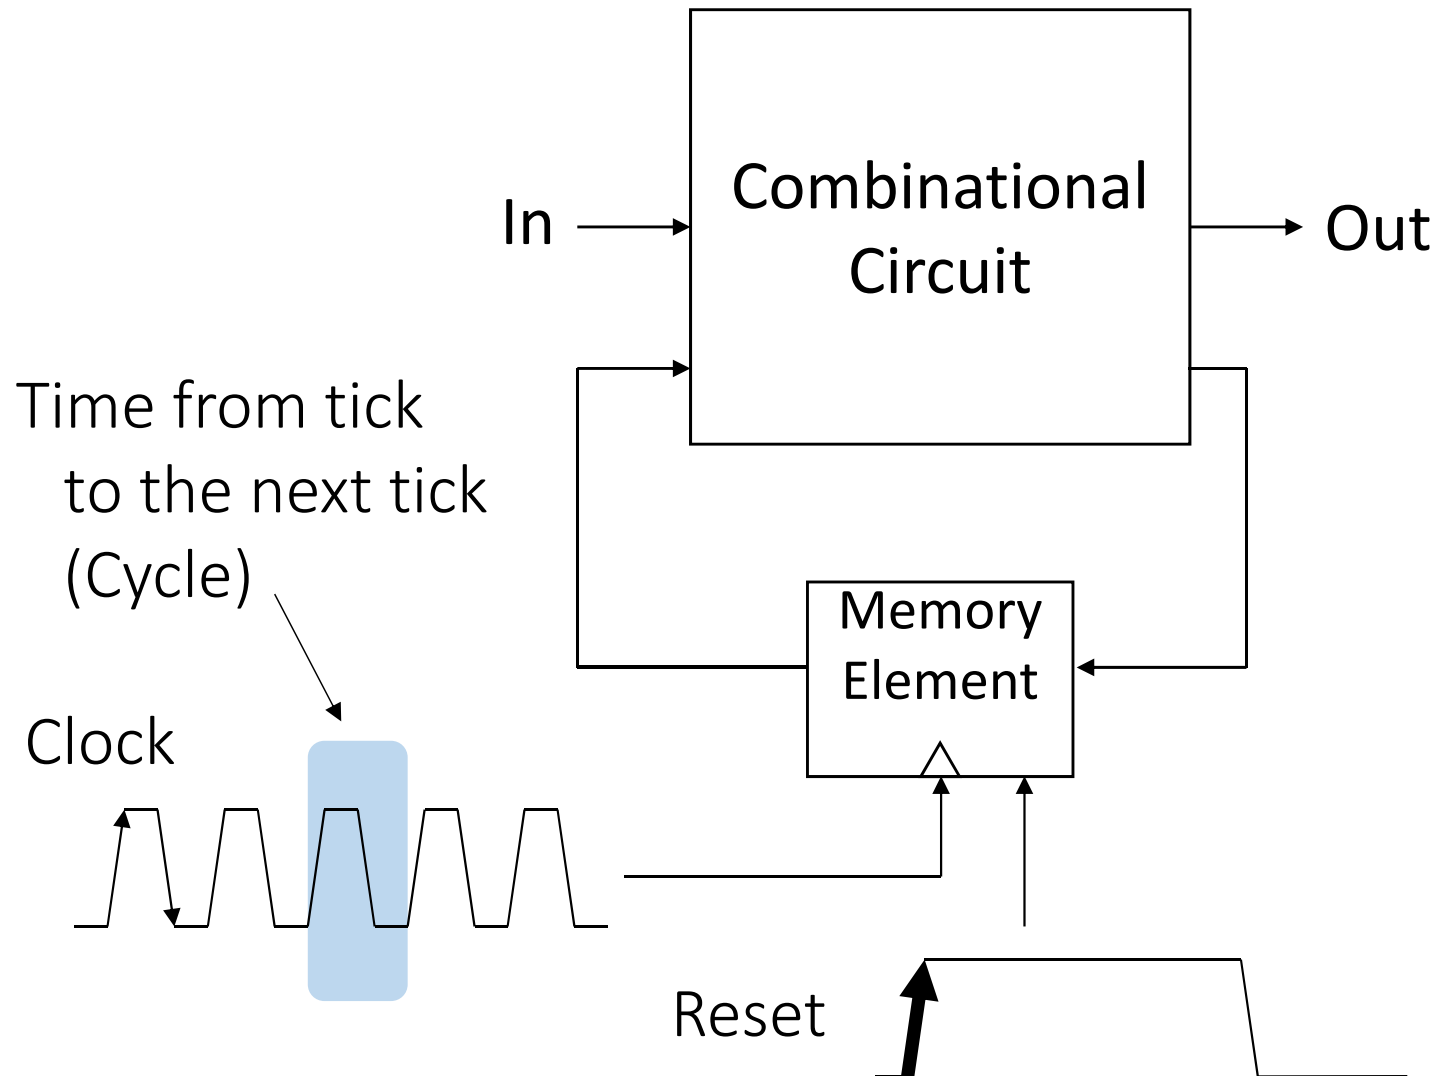 Combinational
Circuit
In
Out
Time from tick
to the next tick
(Cycle)
Memory
Element
Clock
Reset